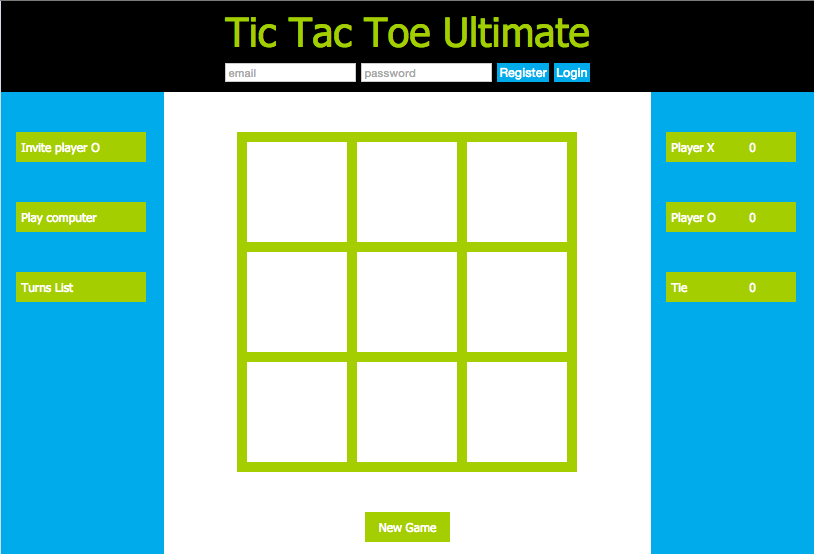 Tic Tac Toe Ultimate
email password Register Login
Invite player O
Play computer
Turns List
Player X 0
Player O 0
Tie 0
New Game